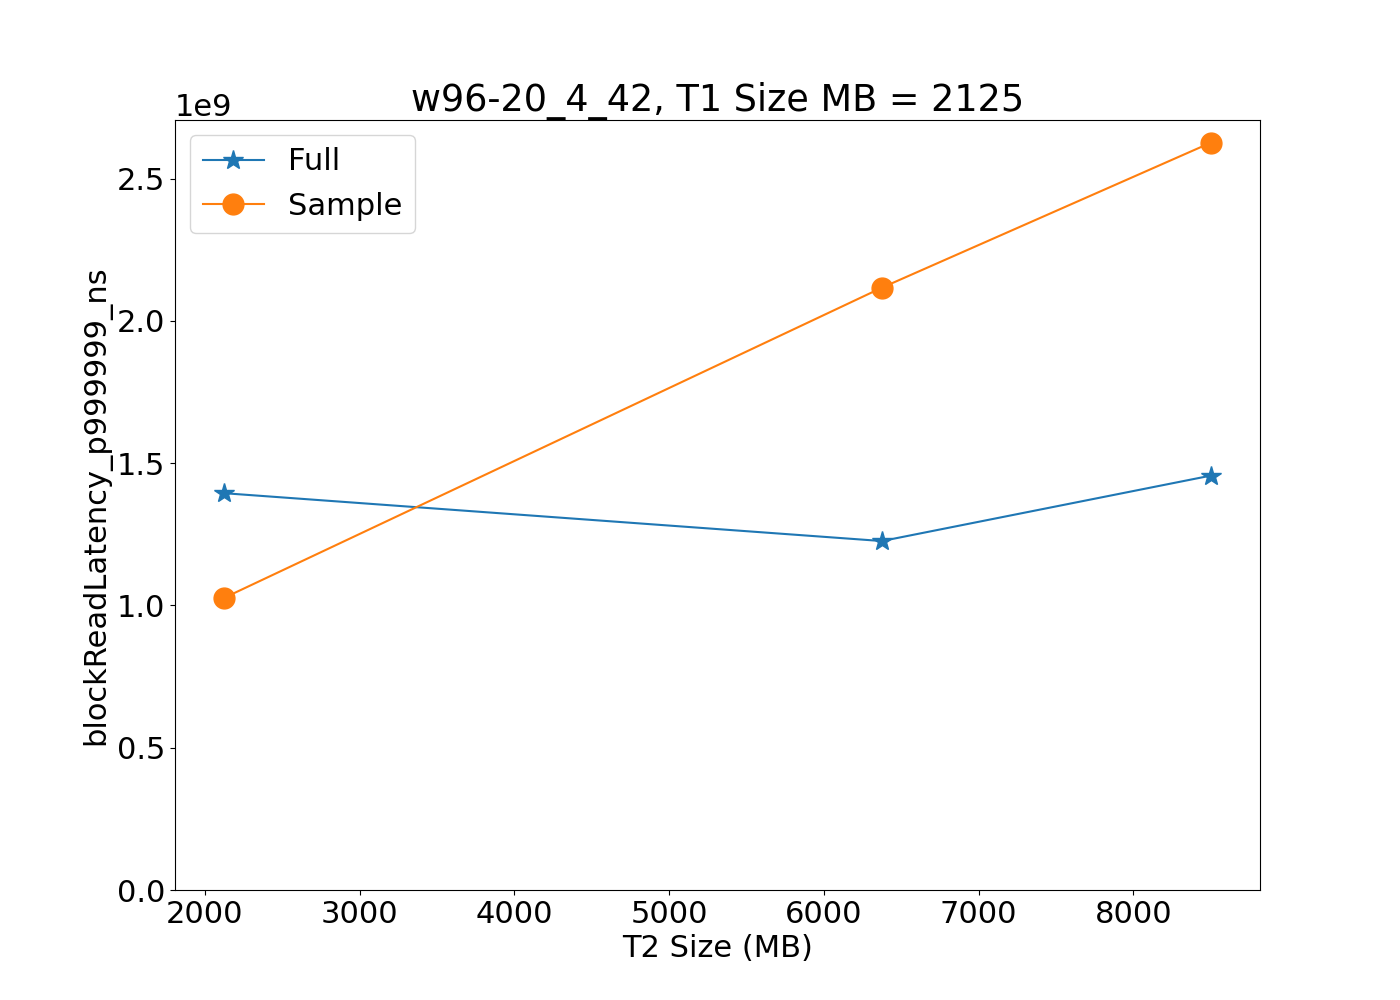 w96-20_4_42, T1 Size MB = 2125
1e9
Full
Sample
2.5
2.0
1.5
1.0
0.5
0.0
blockReadLatency_p999999_ns
2000 3000 4000 5000 6000 7000 8000
T2 Size (MB)